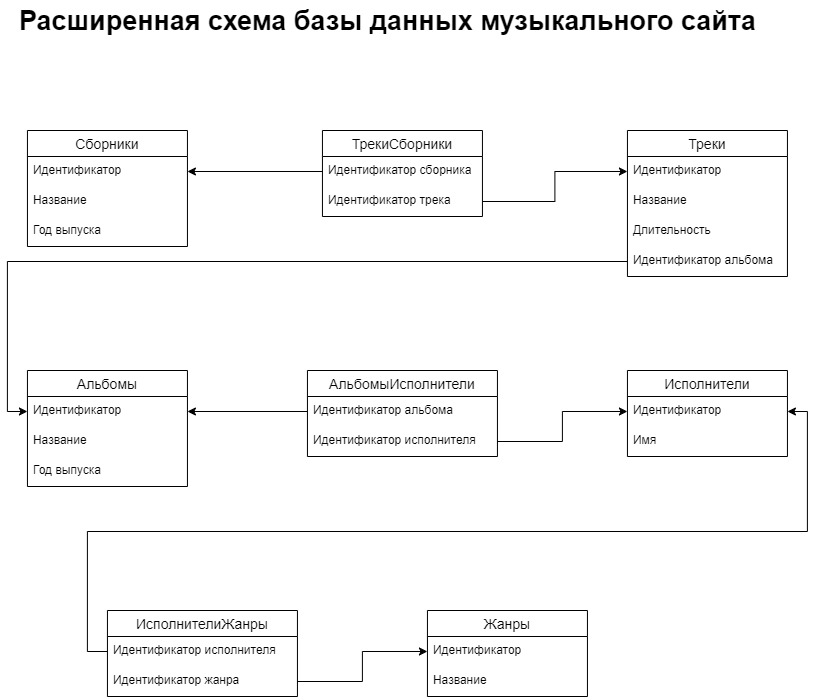 Расширенная схема базы данных музыкального сайта
Сборники
Идентификатор
Название
Год выпуска
ТрекиСборники
Идентификатор сборника
Идентификатор трека
Треки
Идентификатор
Название
Длительность
Идентификатор альбома
Альбомы
Идентификатор
Название
Год выпуска
АльбомыИсполнители
Идентификатор альбома
Идентификатор исполнителя
Исполнители
Идентификатор
Имя
ИсполнителиЖанры
Идентификатор исполнителя
Идентификатор жанра
Жанры
Идентификатор
Название